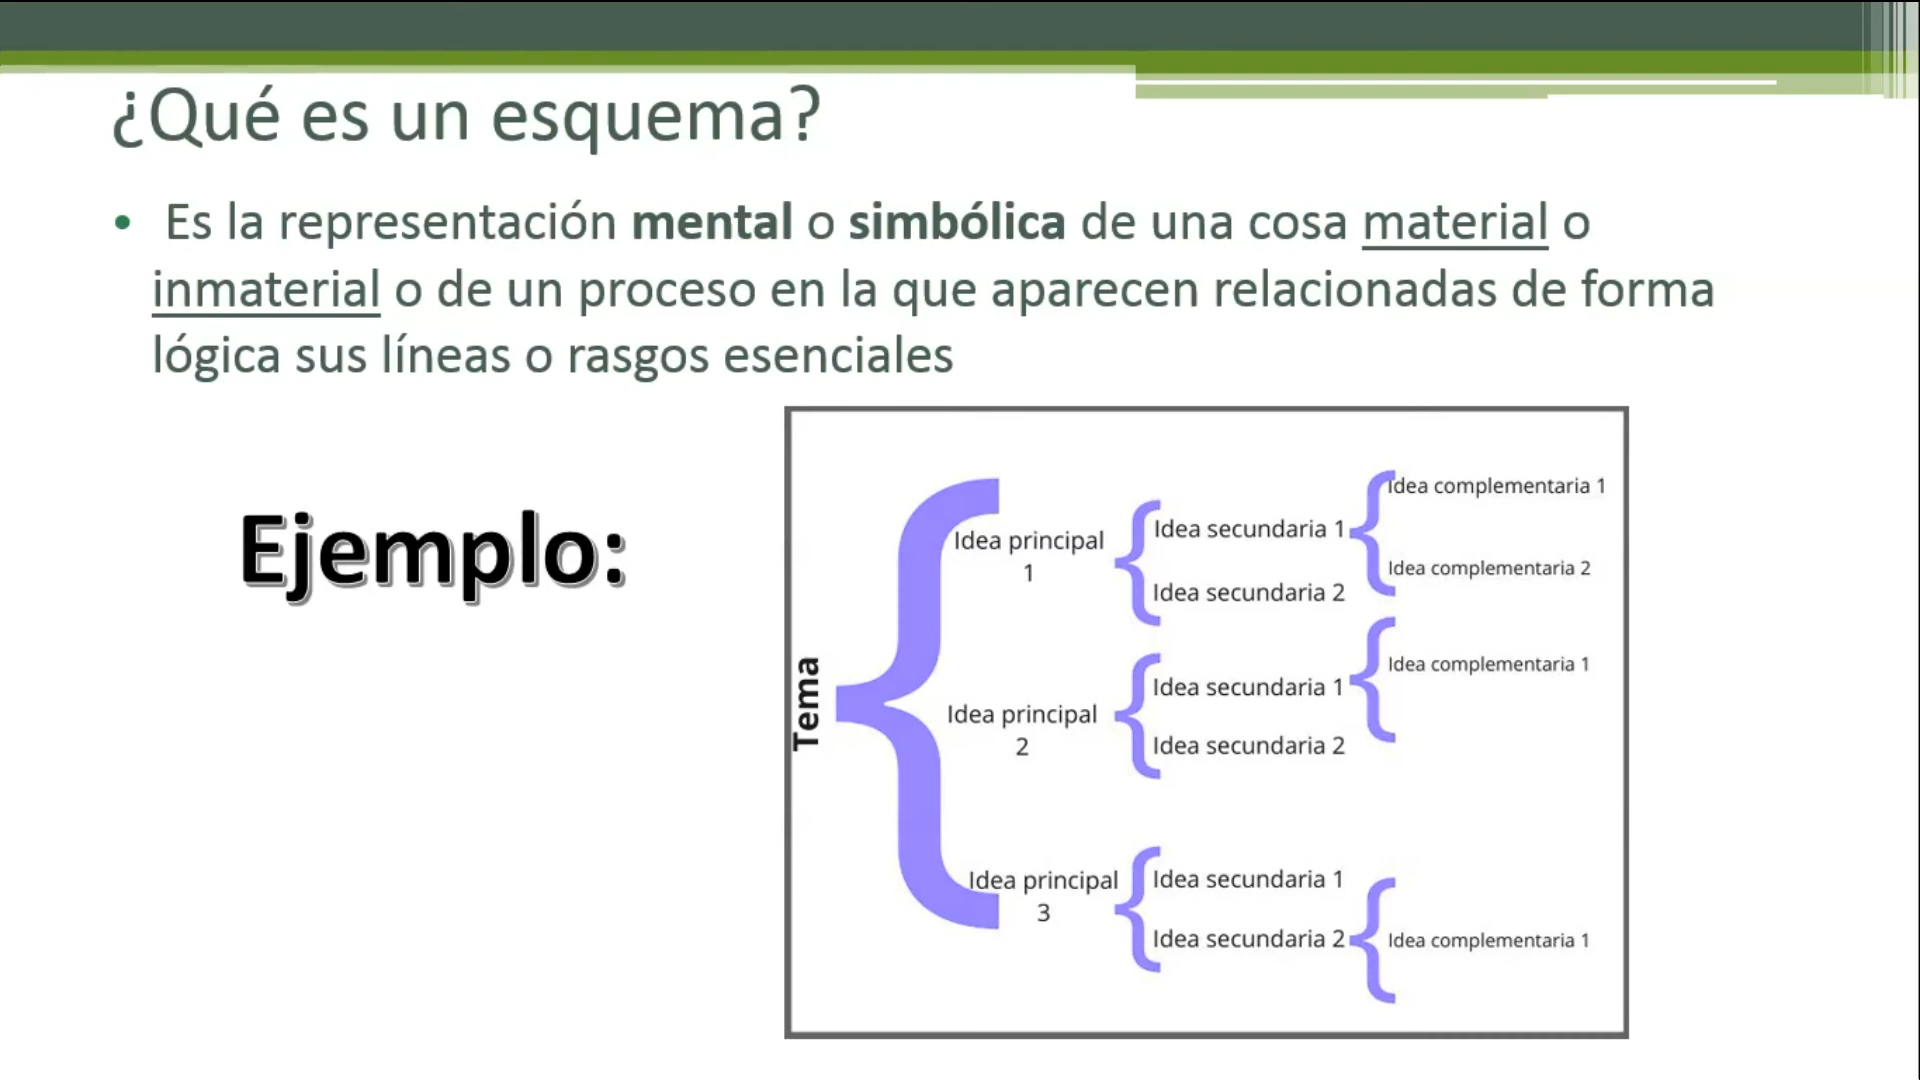 ¿Qué es un esquema?
• Es la representación mental o simbólica de una cosa material o
inmaterial o de un proceso en la que aparecen relacionadas de forma
lógica sus líneas o rasgos esenciales
Ejemplo:
Tema
Idea principal
1
Idea secundaria 1
Idea complementaria 1
Idea complementaria 2
Idea secundaria 2
Idea principal
2
Idea secundaria 1
Idea complementaria 1
Idea secundaria 2
Idea principal
3
Idea secundaria 1
Idea secundaria 2
Idea complementaria 1